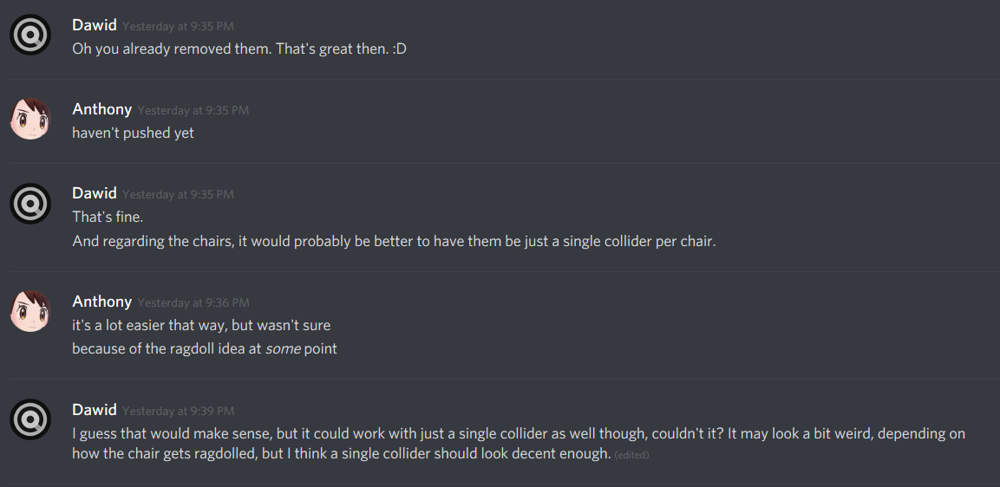 Dawid Yesterday at 9:35 PM
Oh you already removed them. That's great then. :D
Anthony Yesterday at 9:35 PM
haven't pushed yet
Dawid Yesterday at 9:35 PM
That's fine.
And regarding the chairs, it would probably be better to have them be just a single collider per chair.
Anthony Yesterday at 9:36 PM
it's a lot easier that way, but wasn't sure
because of the ragdoll idea at some point
Dawid Yesterday at 9:39 PM
I guess that would make sense, but it could work with just a single collider as well though, couldn't it? It may look a bit weird, depending on
how the chair gets ragdolled, but I think a single collider should look decent enough. (edited)